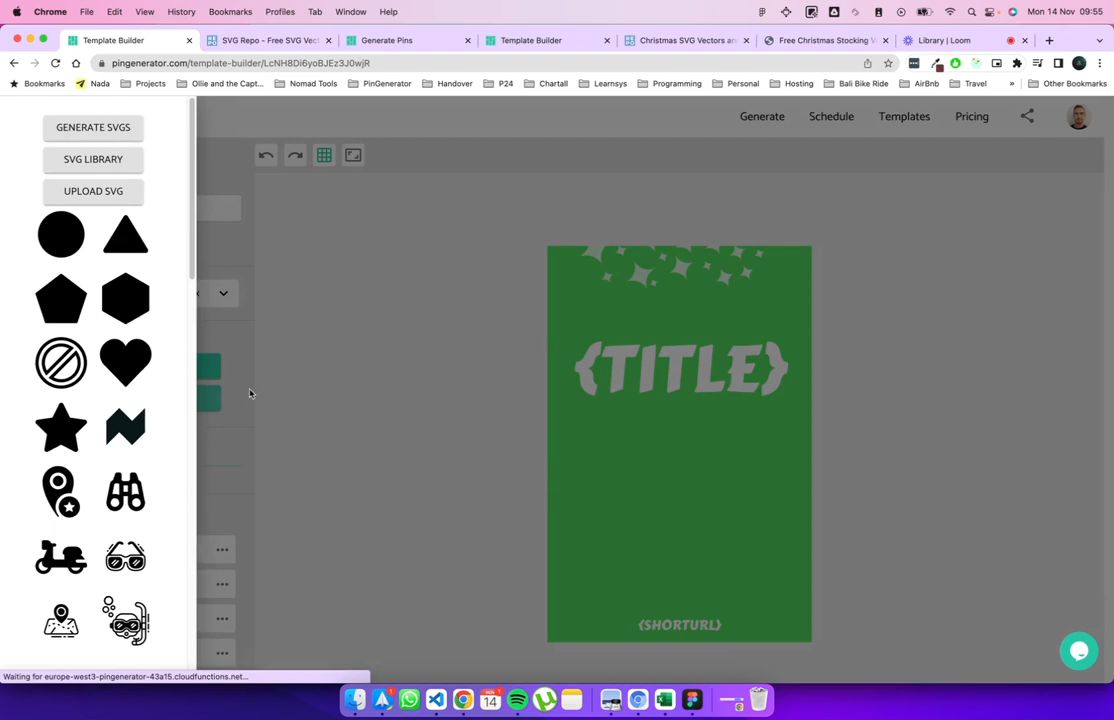 Chrome File Edit View History Bookmarks Profiles Tab Window Help Mon 14 Nov 09:55
Template Builder SVG Repo - Free SVG Vect Generate Pins Template Builder Christmas SVG Vectors an Free Christmas Stocking V Library | Loom
pingenerator.com/template-builder/LcNH8Di6yoBJEz3J0wjR
Bookmarks Nada Projects Ollie and the Capt... Nomad Tools PinGenerator Handover P24 Chartall Learnsys Programming Personal Hosting Bali Bike Ride AirBnb Travel » Other Bookmarks
Generate Schedule Templates Pricing
GENERATE SVGS
SVG LIBRARY
UPLOAD SVG
{TITLE}
{SHORTURL}
Waiting for europe-west3-pingenerator-43a15.cloudfunctions.net...
NOV
14